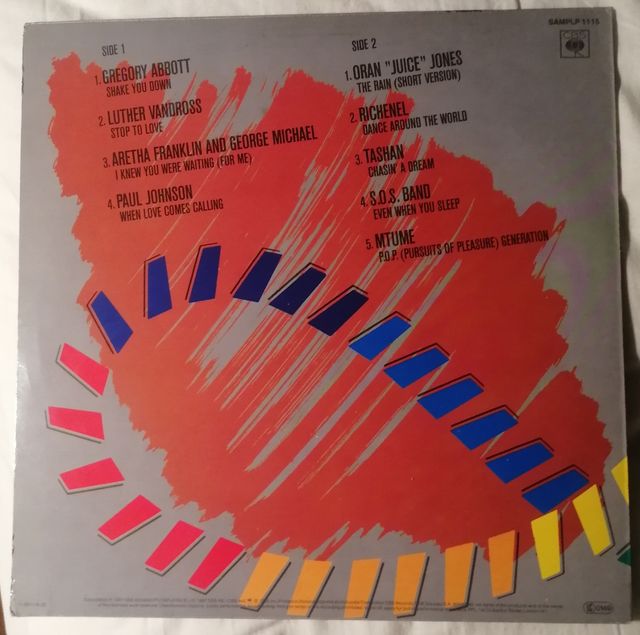 SAMPLP 1115
CBS
SIDE 1
1. GREGORY ABBOTT
SHAKE YOU DOWN
2. LUTHER VANDROSS
STOP TO LOVE
3. ARETHA FRANKLIN AND GEORGE MICHAEL
I KNEW YOU WERE WAITING (FOR ME)
4. PAUL JOHNSON
WHEN LOVE COMES CALLING
SIDE 2
1. ORAN "JUICE" JONES
THE RAIN (SHORT VERSION)
2. RICHENEL
DANCE AROUND THE WORLD
3. TASHAN
CHASIN' A DREAM
4. S.O.S. BAND
EVEN WHEN YOU SLEEP
5. MTUME
P.O.P. (PURSUITS OF PLEASURE) GENERATION